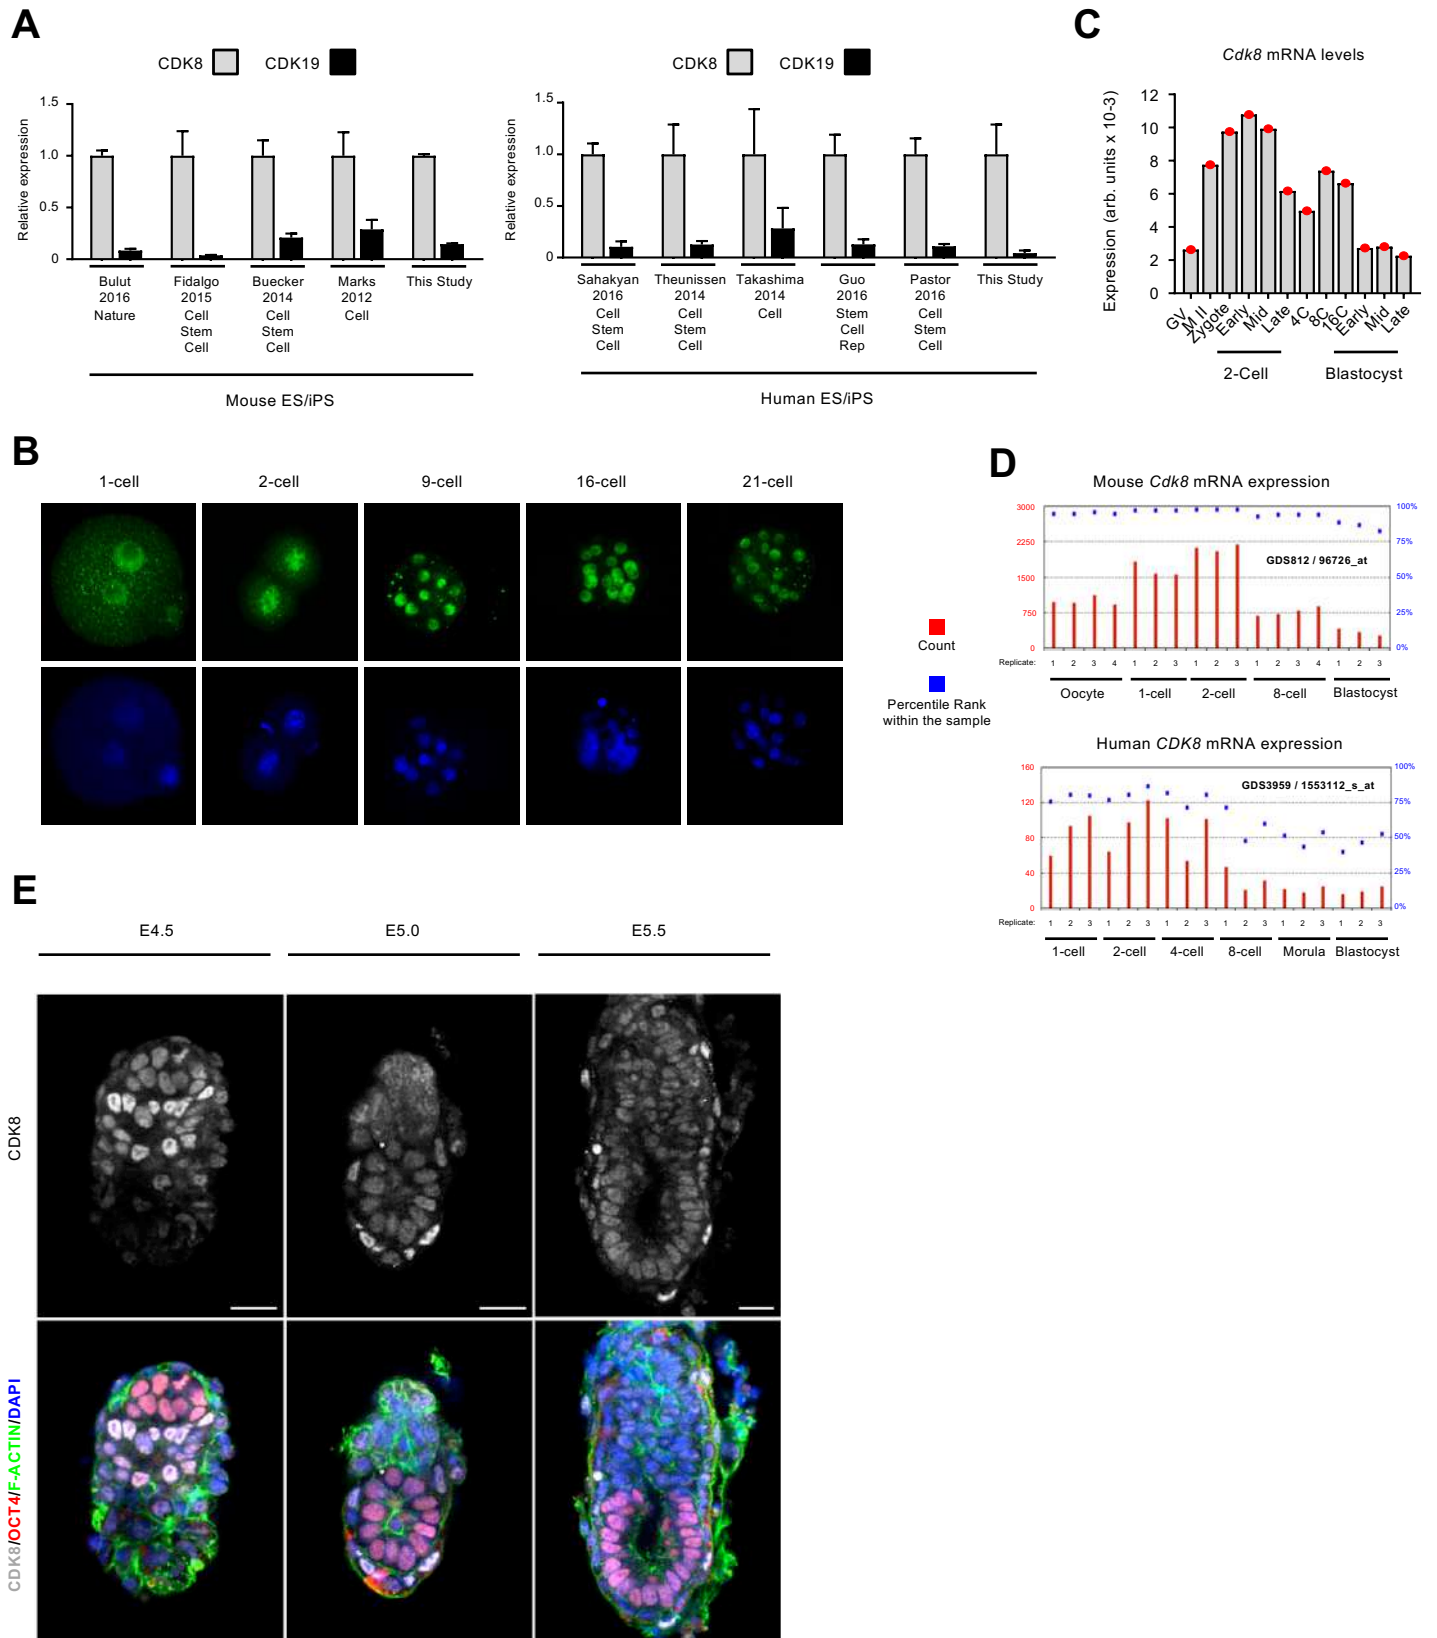 A
CDK8
CDK19
Relative expression
1.5
1.0
0.5
0
Bulut
2016
Nature
Fidalgo
2015
Cell
Stem
Cell
Buecker
2014
Cell
Stem
Cell
Marks
2012
Cell
This Study
Mouse ES/iPS
CDK8
CDK19
Relative expression
1.5
1.0
0.5
0
Sahakyan
2016
Cell
Stem
Cell
Theunissen
2014
Cell
Stem
Cell
Takashima
2014
Cell
Guo
2016
Stem
Cell
Rep
Pastor
2016
Cell
Stem
Cell
This Study
Human ES/iPS
C
Cdk8 mRNA levels
Expression (arb. units x 10-3)
12
10
8
6
4
2
0
GV
M II
Zygote
Early
Mid
Late
4C
8C
16C
Early
Mid
Late
2-Cell
Blastocyst
B
1-cell
2-cell
9-cell
16-cell
21-cell
D
Count
Percentile Rank
within the sample
Mouse Cdk8 mRNA expression
3000
2250
1500
750
0
100%
75%
50%
25%
0%
GDS812 / 96726_at
Replicate: 1 2 3 4 1 2 3 1 2 3 1 2 3 4 1 2 3
Oocyte
1-cell
2-cell
8-cell
Blastocyst
Human CDK8 mRNA expression
160
120
80
40
0
100%
75%
50%
25%
0%
GDS3959 / 1553112_s_at
Replicate: 1 2 3 1 2 3 1 2 3 1 2 3 1 2 3 1 2 3
1-cell
2-cell
4-cell
8-cell
Morula
Blastocyst
E
E4.5
E5.0
E5.5
CDK8
CDK8/OCT4/F-ACTIN/DAPI